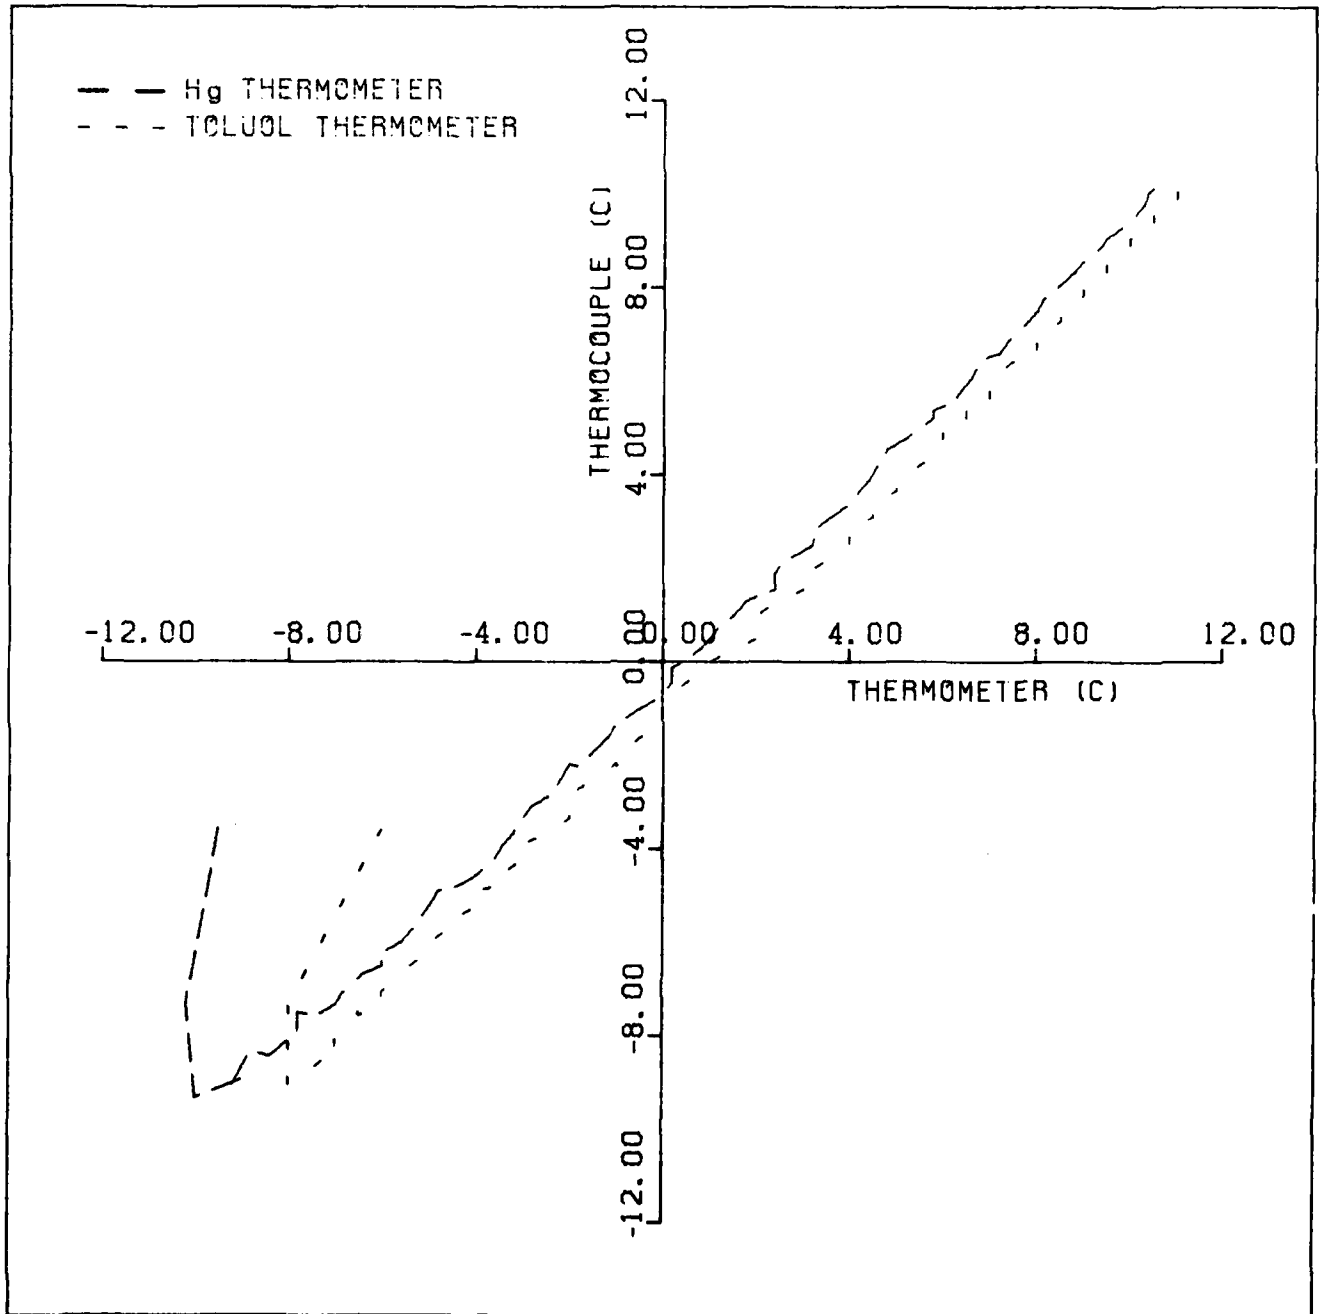 Hg THERMOMETER
TOLUOL THERMOMETER
THERMOCOUPLE (C)
12.00
8.00
4.00
0.00
-4.00
-8.00
-12.00
-12.00 -8.00 -4.00 0.00 4.00 8.00 12.00
THERMOMETER (C)